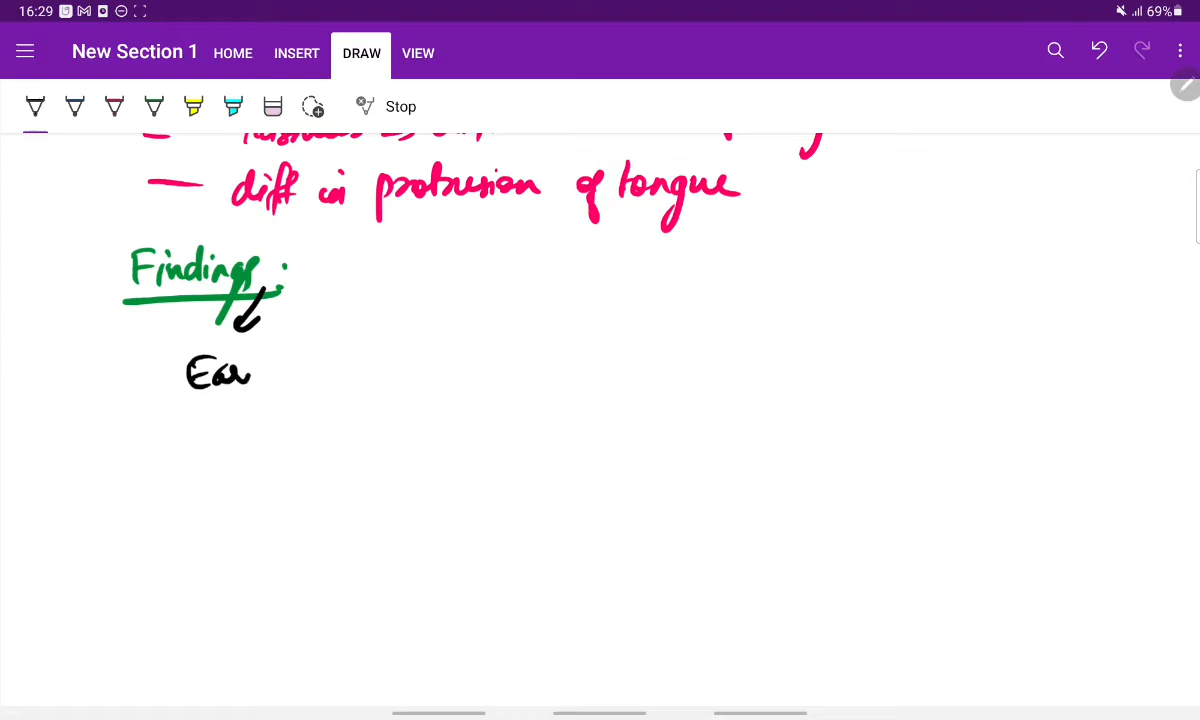 16:29 69%
New Section 1 HOME INSERT DRAW VIEW
Stop
— diff in protrusion of tongue
Findings :
Ear